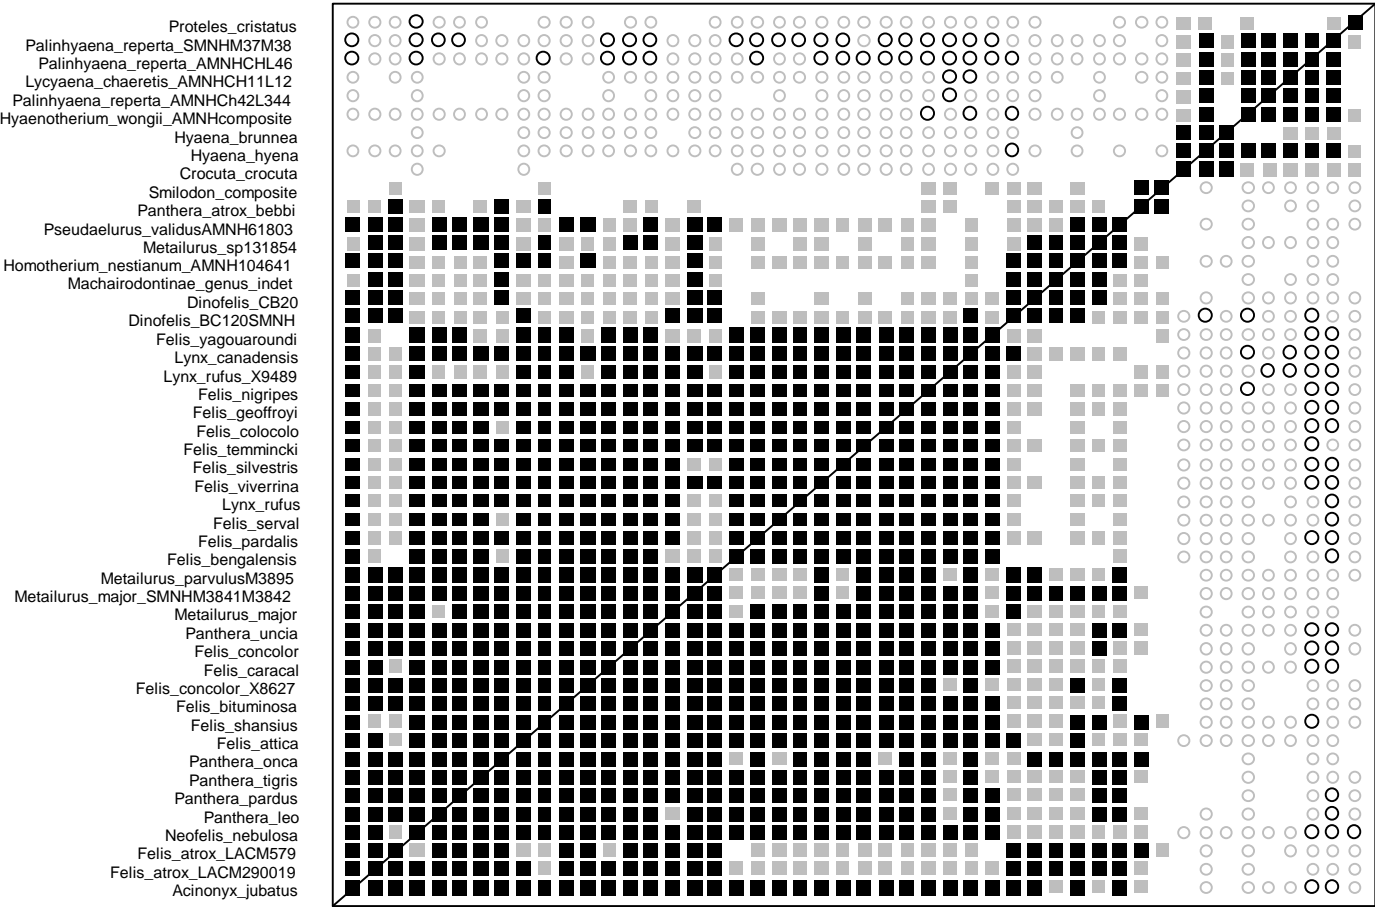 Proteles_cristatus
Palinhyaena_reperta_SMNHM37M38
Palinhyaena_reperta_AMNHCHL46
Lycyaena_chaeretis_AMNHCH11L12
Palinhyaena_reperta_AMNHCh42L344
Hyaenotherium_wongii_AMNHcomposite
Hyaena_brunnea
Hyaena_hyena
Crocuta_crocuta
Smilodon_composite
Panthera_atrox_bebbi
Pseudaelurus_validusAMNH61803
Metailurus_sp131854
Homotherium_nestianum_AMNH104641
Machairodontinae_genus_indet
Dinofelis_CB20
Dinofelis_BC120SMNH
Felis_yagouaroundi
Lynx_canadensis
Lynx_rufus_X9489
Felis_nigripes
Felis_geoffroyi
Felis_colocolo
Felis_temmincki
Felis_silvestris
Felis_viverrina
Lynx_rufus
Felis_serval
Felis_pardalis
Felis_bengalensis
Metailurus_parvulusM3895
Metailurus_major_SMNHM3841M3842
Metailurus_major
Panthera_uncia
Felis_concolor
Felis_caracal
Felis_concolor_X8627
Felis_bituminosa
Felis_shansius
Felis_attica
Panthera_onca
Panthera_tigris
Panthera_pardus
Panthera_leo
Neofelis_nebulosa
Felis_atrox_LACM579
Felis_atrox_LACM290019
Acinonyx_jubatus